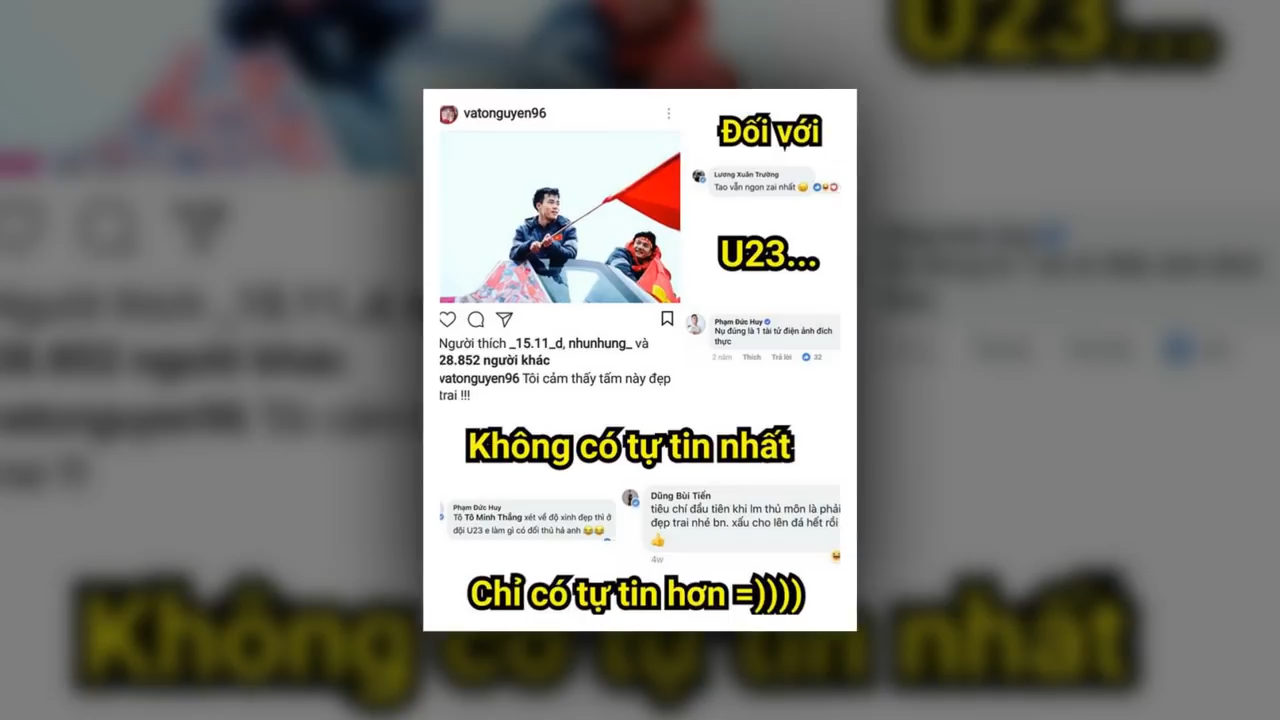 vatonguyen96
Đối với
Lương Xuân Trường
Tao vẫn ngon zai nhất
U23...
Phạm Đức Huy
Nụ đúng là 1 tài tử điện ảnh đích
thực
2 năm Thích Trả lời 32
Người thích _15.11_d, nhunhung_ và
28.852 người khác
vatonguyen96 Tôi cảm thấy tấm này đẹp
trai !!!
Không có tự tin nhất
Phạm Đức Huy
Tô Tô Minh Thắng xét về độ xinh đẹp thì ở
đội U23 e làm gì có đối thủ hả anh
Dũng Bùi Tiến
tiêu chí đầu tiên khi lm thủ môn là phải
đẹp trai nhé bn. xấu cho lên đá hết rồi
4w
Chỉ có tự tin hơn =))))